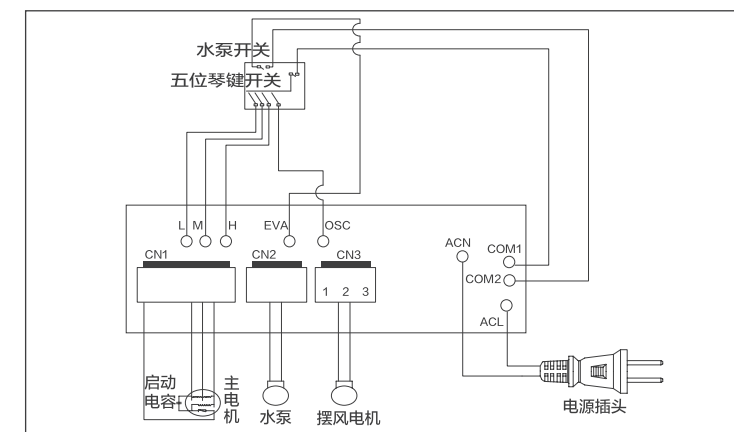 水泵开关
五位琴键开关
L M H EVA OSC
CN1 CN2 CN3
ACN COM1
COM2
1 2 3
ACL
启动
电容
主
电
机
水泵
摆风电机
电源插头